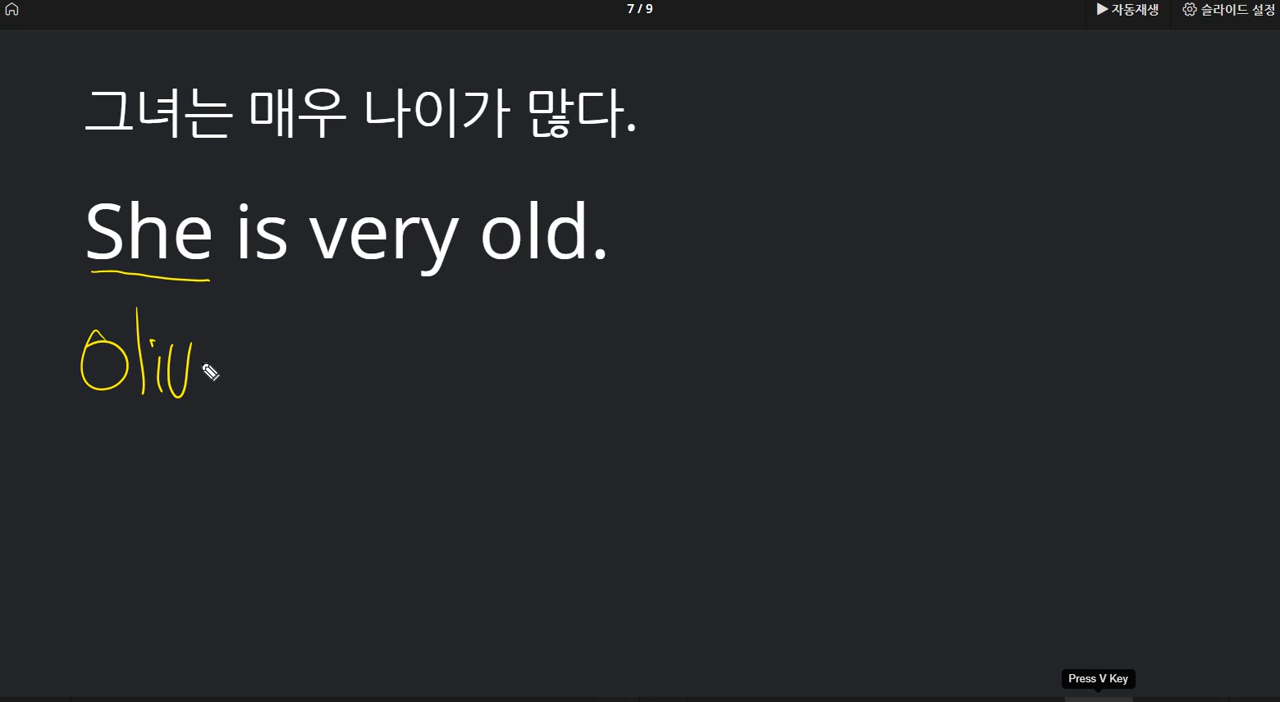 7 / 9
▶ 자동재생
슬라이드 설정
그녀는 매우 나이가 많다.
She is very old.
Oliv
Press V Key